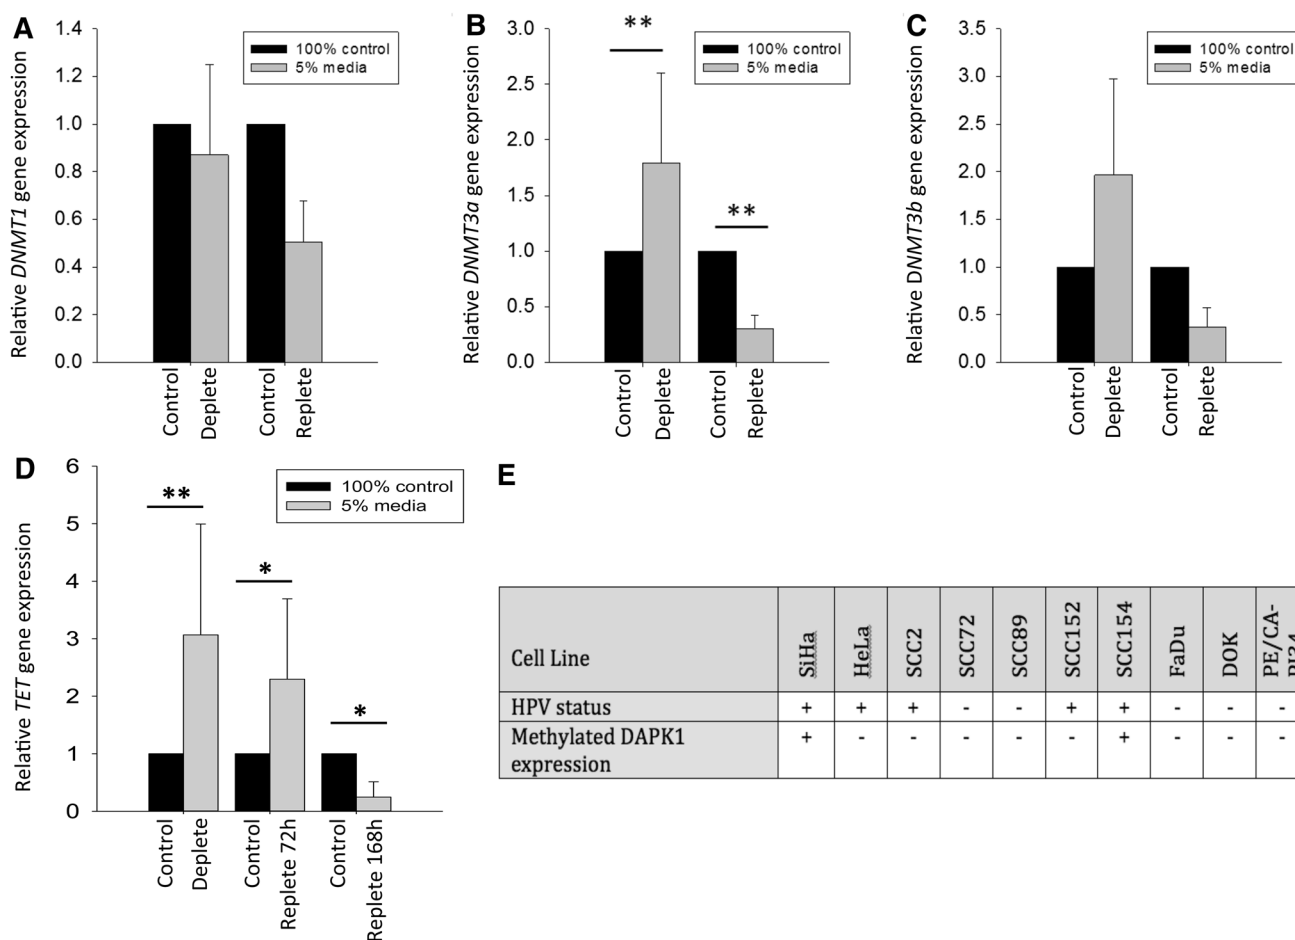 A
Relative DNMT1 gene expression
1.4
1.2
1.0
0.8
0.6
0.4
0.2
0.0
100% control
5% media
Control
Deplete
Control
Replete
B
Relative DNMT3a gene expression
3.0
2.5
2.0
1.5
1.0
0.5
0.0
**
**
100% control
5% media
Control
Deplete
Control
Replete
C
Relative DNMT3b gene expression
3.5
3.0
2.5
2.0
1.5
1.0
0.5
0.0
100% control
5% media
Control
Deplete
Control
Replete
D
Relative TET gene expression
6
5
4
3
2
1
0
**
*
*
100% control
5% media
Control
Deplete
Control
Replete 72h
Control
Replete 168h
E
Cell Line SiHa HeLa SCC2 SCC72 SCC89 SCC152 SCC154 FaDu DOK PE/CA-
HPV status + + + - - + + - - -
Methylated DAPK1 + - - - - - + - - -
expression